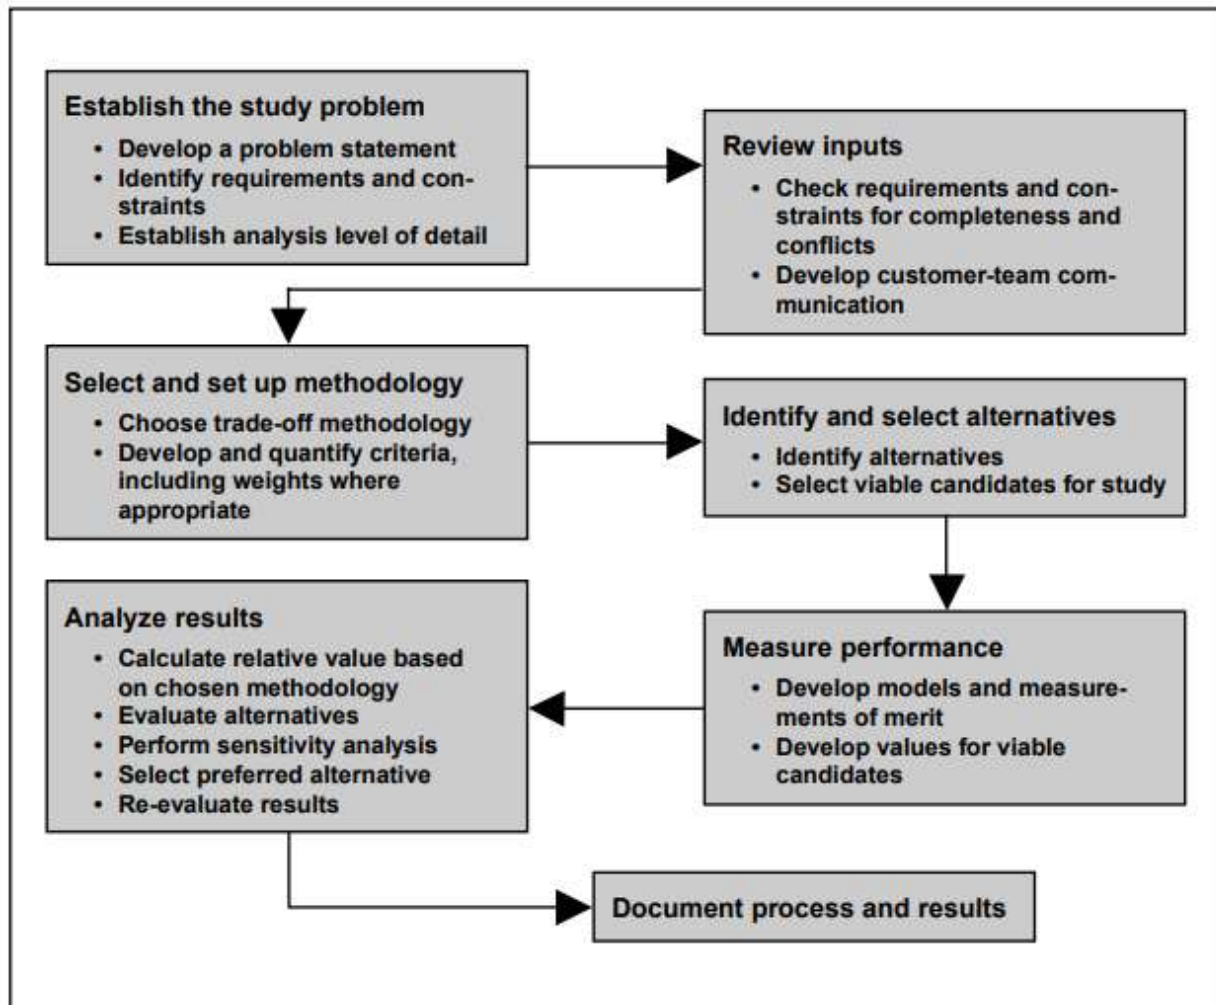 Establish the study problem
• Develop a problem statement
• Identify requirements and con-
straints
• Establish analysis level of detail
Review inputs
• Check requirements and con-
straints for completeness and
conflicts
• Develop customer-team com-
munication
Select and set up methodology
• Choose trade-off methodology
• Develop and quantify criteria,
including weights where
appropriate
Identify and select alternatives
• Identify alternatives
• Select viable candidates for study
Measure performance
• Develop models and measure-
ments of merit
• Develop values for viable
candidates
Analyze results
• Calculate relative value based
on chosen methodology
• Evaluate alternatives
• Perform sensitivity analysis
• Select preferred alternative
• Re-evaluate results
Document process and results